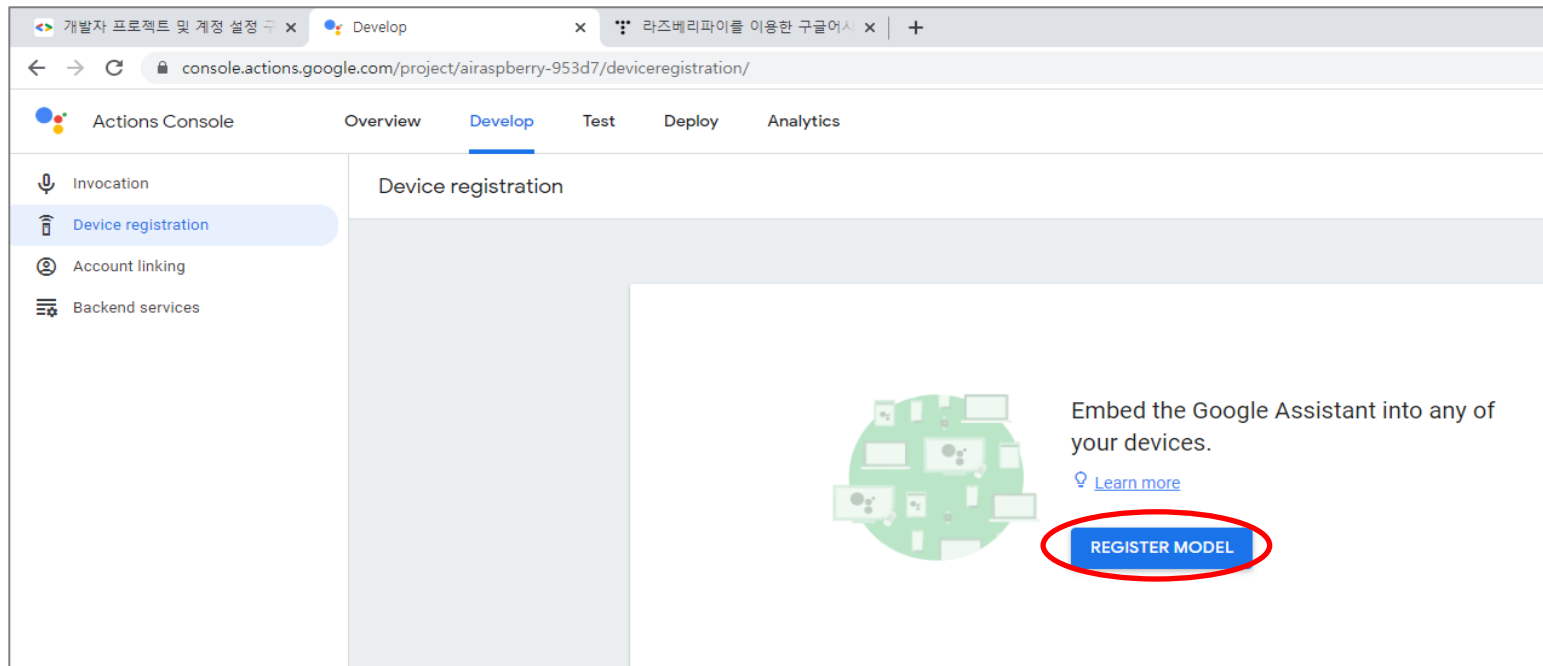 개발자 프로젝트 및 계정 설정 구
Develop
라즈베리파이를 이용한 구글어시
console.actions.google.com/project/airaspberry-953d7/deviceregistration/
Actions Console Overview Develop Test Deploy Analytics
Invocation
Device registration
Device registration
Account linking
Backend services
Embed the Google Assistant into any of
your devices.
Learn more
REGISTER MODEL